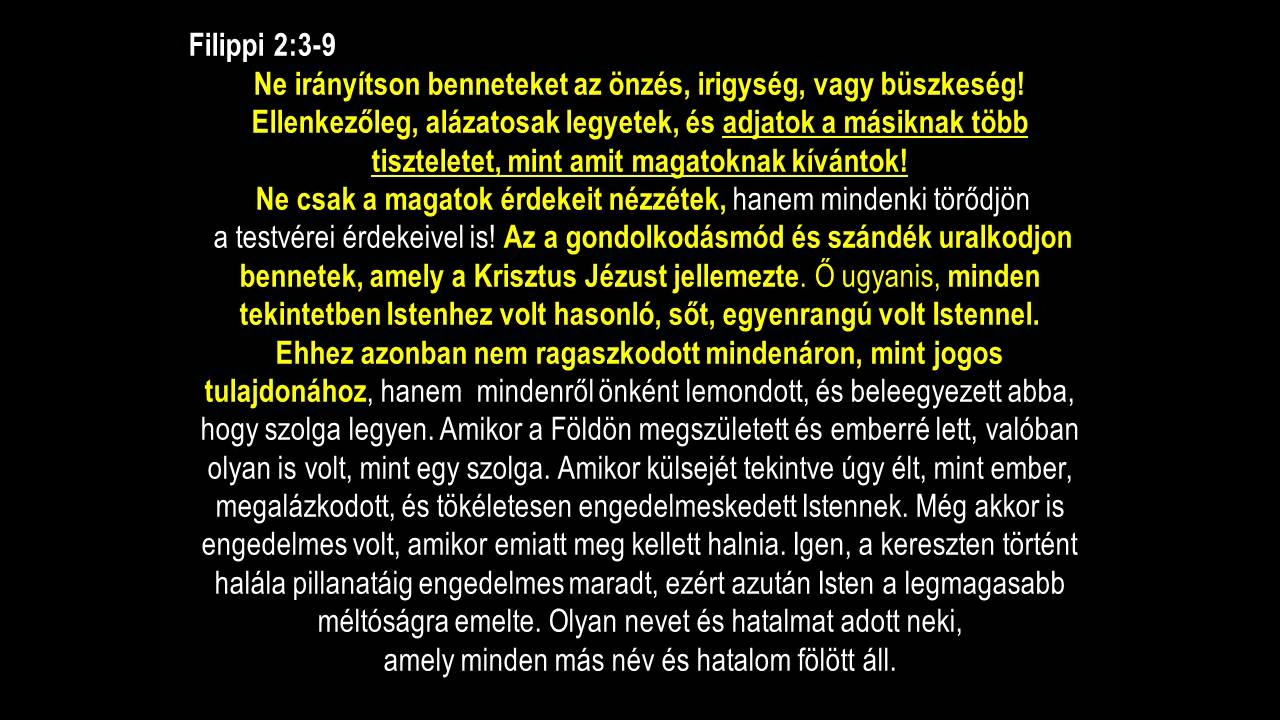 Filippi 2:3-9
Ne irányítson benneteket az önzés, irigység, vagy büszkeség!
Ellenkezőleg, alázatosak legyetek, és adjatok a másiknak több
tiszteletet, mint amit magatoknak kívántok!
Ne csak a magatok érdekeit nézzétek, hanem mindenki törődjön
a testvérei érdekeivel is! Az a gondolkodásmód és szándék uralkodjon
bennetek, amely a Krisztus Jézust jellemezte. Ő ugyanis, minden
tekintetben Istenhez volt hasonló, sőt, egyenrangú volt Istennel.
Ehhez azonban nem ragaszkodott mindenáron, mint jogos
tulajdonához, hanem mindenről önként lemondott, és beleegyezett abba,
hogy szolga legyen. Amikor a Földön megszületett és emberré lett, valóban
olyan is volt, mint egy szolga. Amikor külsejét tekintve úgy élt, mint ember,
megalázkodott, és tökéletesen engedelmeskedett Istennek. Még akkor is
engedelmes volt, amikor emiatt meg kellett halnia. Igen, a kereszten történt
halála pillanatáig engedelmes maradt, ezért azután Isten a legmagasabb
méltóságra emelte. Olyan nevet és hatalmat adott neki,
amely minden más név és hatalom fölött áll.